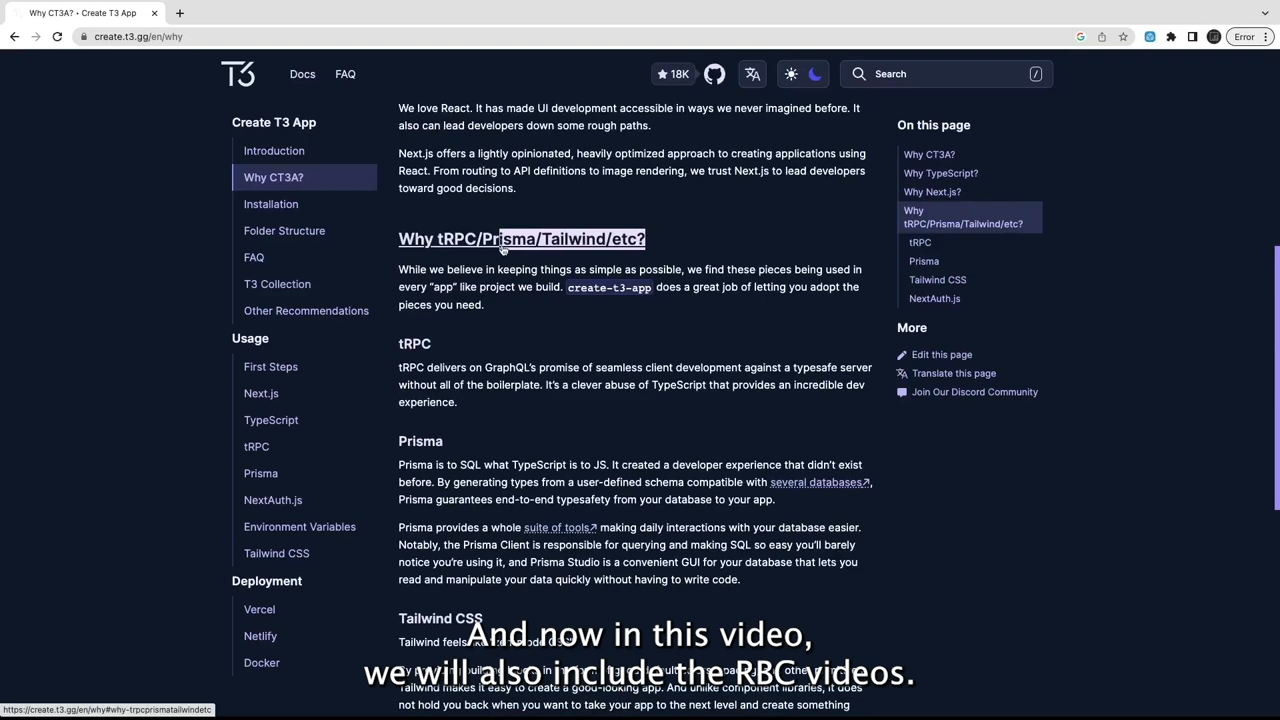 Why CT3A? • Create T3 App
create.t3.gg/en/why
Error
T3
Docs
FAQ
18K
Search
/
Create T3 App
Introduction
Why CT3A?
Installation
Folder Structure
FAQ
T3 Collection
Other Recommendations
Usage
First Steps
Next.js
TypeScript
tRPC
Prisma
NextAuth.js
Environment Variables
Tailwind CSS
Deployment
Vercel
Netlify
Docker
We love React. It has made UI development accessible in ways we never imagined before. It
also can lead developers down some rough paths.
Next.js offers a lightly opinionated, heavily optimized approach to creating applications using
React. From routing to API definitions to image rendering, we trust Next.js to lead developers
toward good decisions.
Why tRPC/Prisma/Tailwind/etc?
While we believe in keeping things as simple as possible, we find these pieces being used in
every “app” like project we build. create-t3-app does a great job of letting you adopt the
pieces you need.
tRPC
tRPC delivers on GraphQL’s promise of seamless client development against a typesafe server
without all of the boilerplate. It’s a clever abuse of TypeScript that provides an incredible dev
experience.
Prisma
Prisma is to SQL what TypeScript is to JS. It created a developer experience that didn’t exist
before. By generating types from a user-defined schema compatible with several databases↗,
Prisma guarantees end-to-end typesafety from your database to your app.
Prisma provides a whole suite of tools↗ making daily interactions with your database easier.
Notably, the Prisma Client is responsible for querying and making SQL so easy you’ll barely
notice you’re using it, and Prisma Studio is a convenient GUI for your database that lets you
read and manipulate your data quickly without having to write code.
Tailwind CSS
Tailwind feels
Tailwind makes it easy to create a good-looking app. And unlike component libraries, it does
not hold you back when you want to take your app to the next level and create something
On this page
Why CT3A?
Why TypeScript?
Why Next.js?
Why
tRPC/Prisma/Tailwind/etc?
tRPC
Prisma
Tailwind CSS
NextAuth.js
More
Edit this page
Translate this page
Join Our Discord Community
And now in this video,
we will also include the RBC videos.
https://create.t3.gg/en/why#why-trpcprismatailwindetc